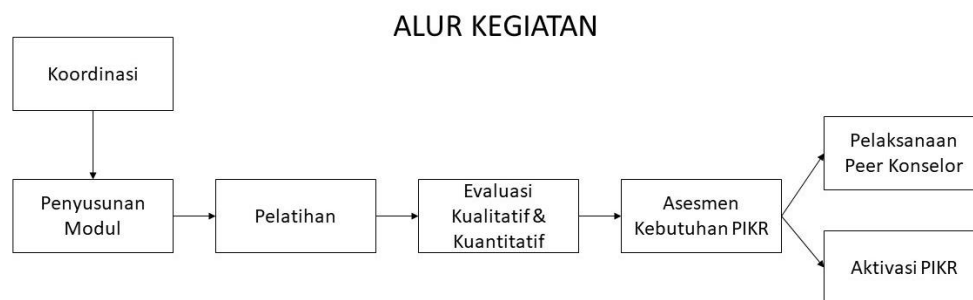 ALUR KEGIATAN
Koordinasi
Penyusunan
Modul
Pelatihan
Evaluasi
Kualitatif &
Kuantitatif
Asesmen
Kebutuhan PIKR
Pelaksanaan
Peer Konselor
Aktivasi PIKR